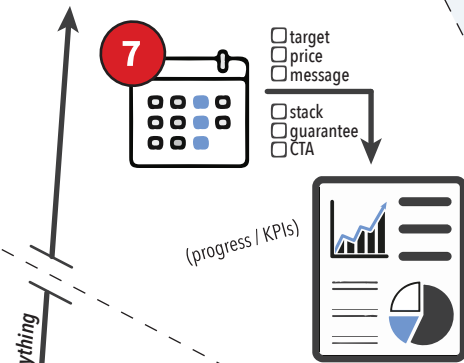 7
target
price
message
stack
guarantee
CTA
(progress / KPIs)